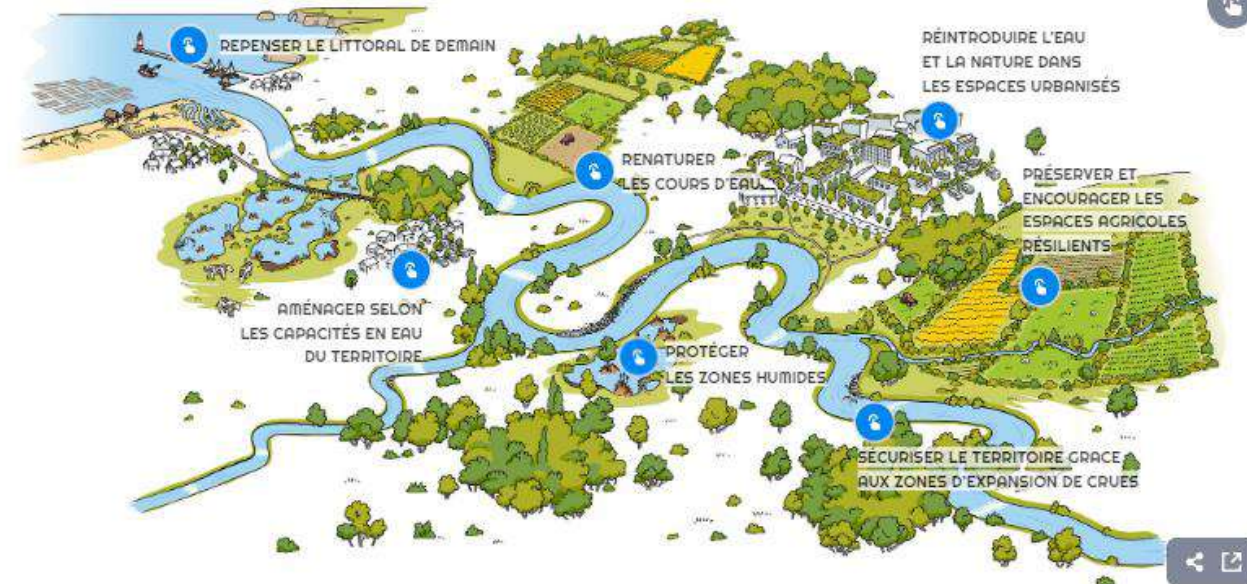 REPENSER LE LITTORAL DE DEMAIN
RÉINTRODUIRE L'EAU
ET LA NATURE DANS
LES ESPACES URBANISÉS
RENATURER
LES COURS D'EAU
PRÉSERVER ET
ENCOURAGER LES
ESPACES AGRICOLES
RÉSILIENTS
AMÉNAGER SELON
LES CAPACITÉS EN EAU
DU TERRITOIRE
PROTÉGER
LES ZONES HUMIDES
SÉCURISER LE TERRITOIRE GRACE
AUX ZONES D'EXPANSION DE CRUES